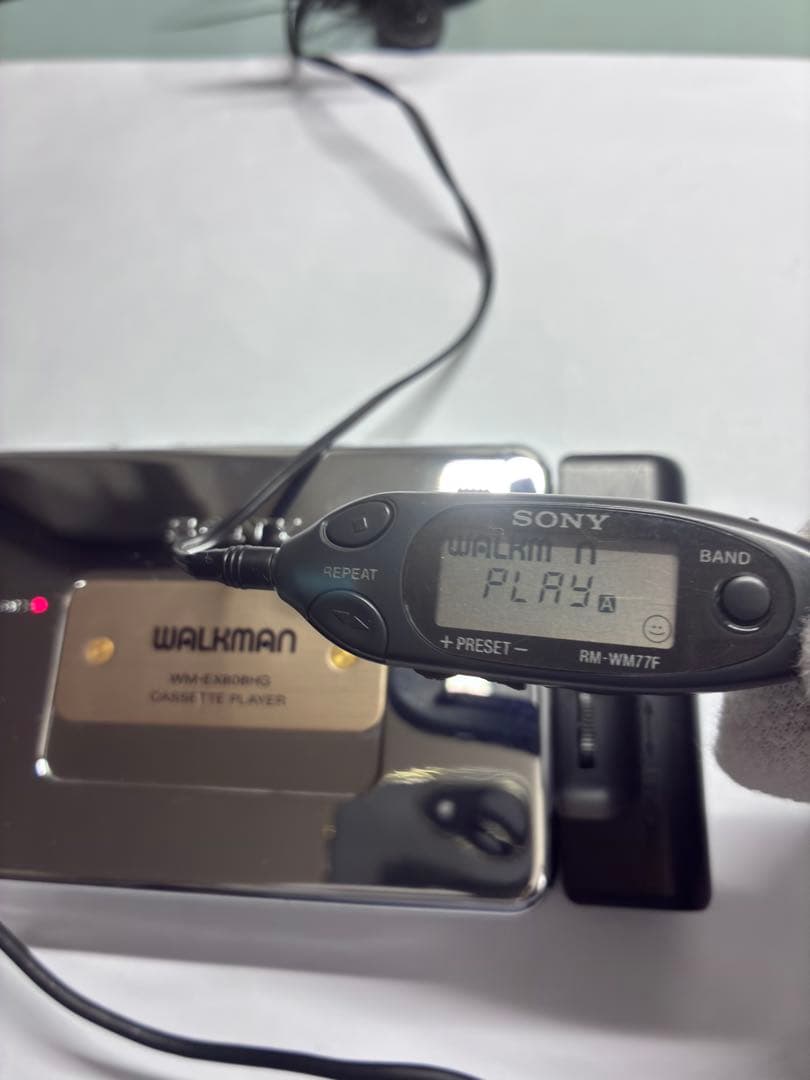 SONY
WALKM N
PLAY A
REPEAT
BAND
+ PRESET −
RM-WM77F
WALKMAN
WM-EX808HG
CASSETTE PLAYER